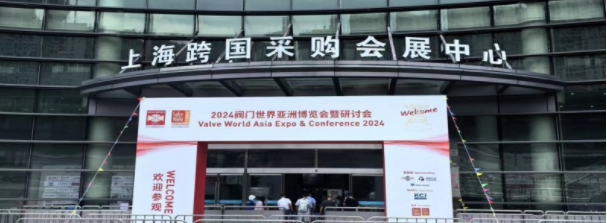 上海跨国采购会展中心
2024阀门世界亚洲博览会暨研讨会
Valve World Asia Expo & Conference 2024
Welcome
WELCOME
欢迎参观
KCI